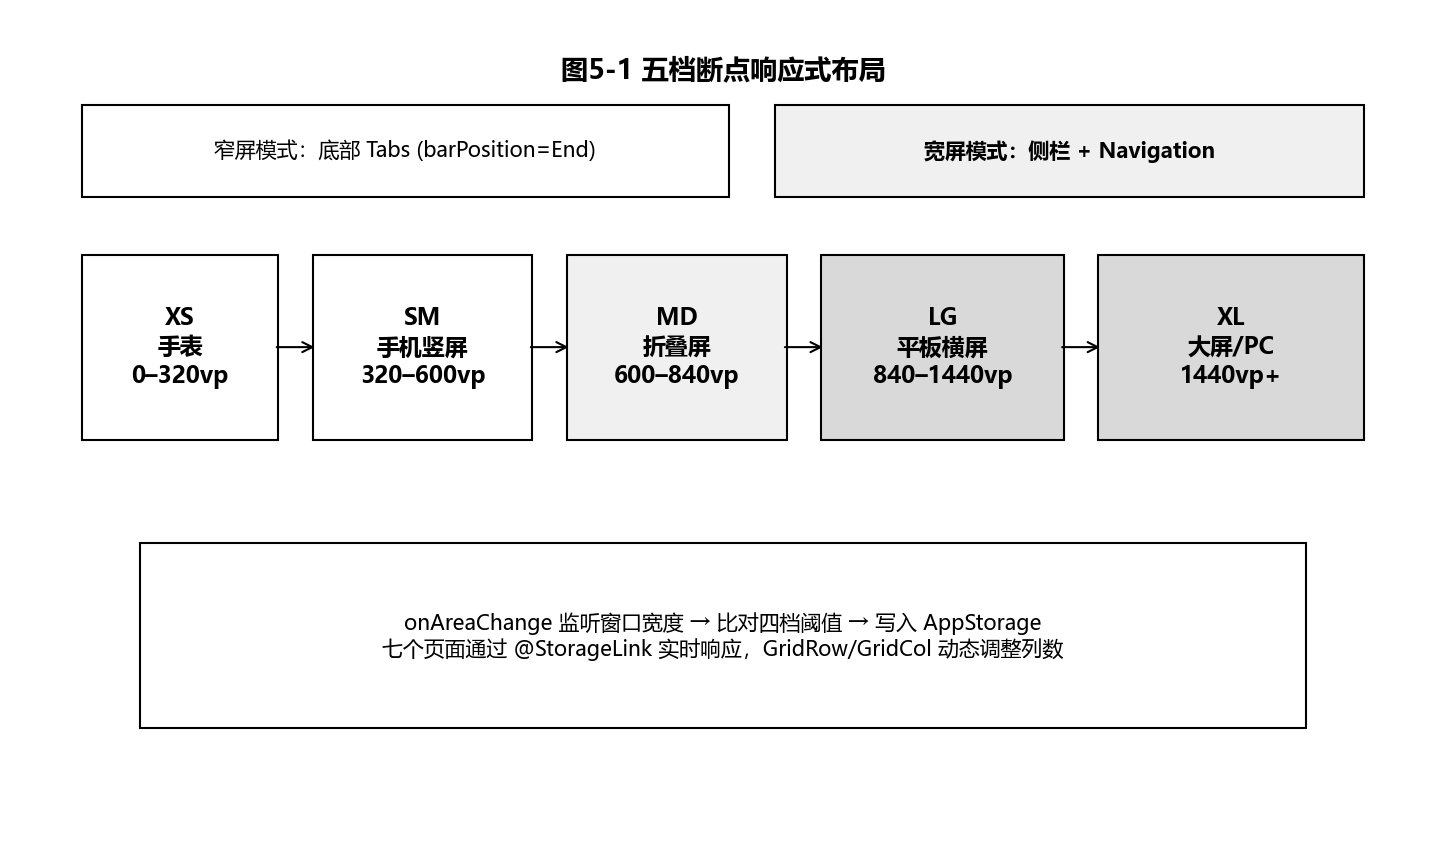 图5-1 五档断点响应式布局
窄屏模式：底部 Tabs (barPosition=End)
宽屏模式：侧栏 + Navigation
XS
手表
0–320vp
SM
手机竖屏
320–600vp
MD
折叠屏
600–840vp
LG
平板横屏
840–1440vp
XL
大屏/PC
1440vp+
onAreaChange 监听窗口宽度 → 比对四档阈值 → 写入 AppStorage
七个页面通过 @StorageLink 实时响应，GridRow/GridCol 动态调整列数